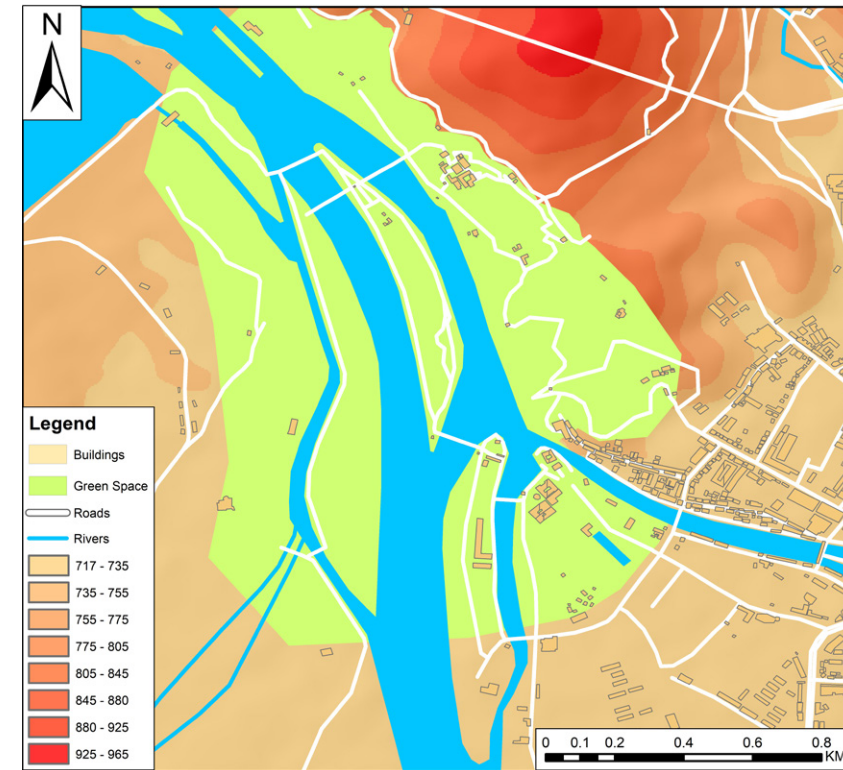 N
Legend
Buildings
Green Space
Roads
Rivers
717 - 735
735 - 755
755 - 775
775 - 805
805 - 845
845 - 880
880 - 925
925 - 965
0 0.1 0.2 0.4 0.6 0.8
KM